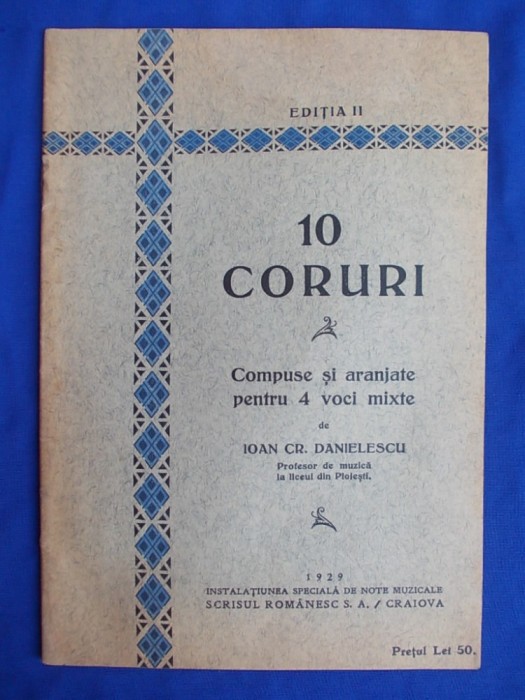 EDIȚIA II
10
CORURI
Compuse și aranjate
pentru 4 voci mixte
de
IOAN CR. DANIELESCU
Profesor de muzică
la liceul din Ploiești.
1929
INSTALAȚIUNEA SPECIALĂ DE NOTE MUZICALE
SCRISUL ROMÂNESC S. A. / CRAIOVA
Prețul Lei 50.